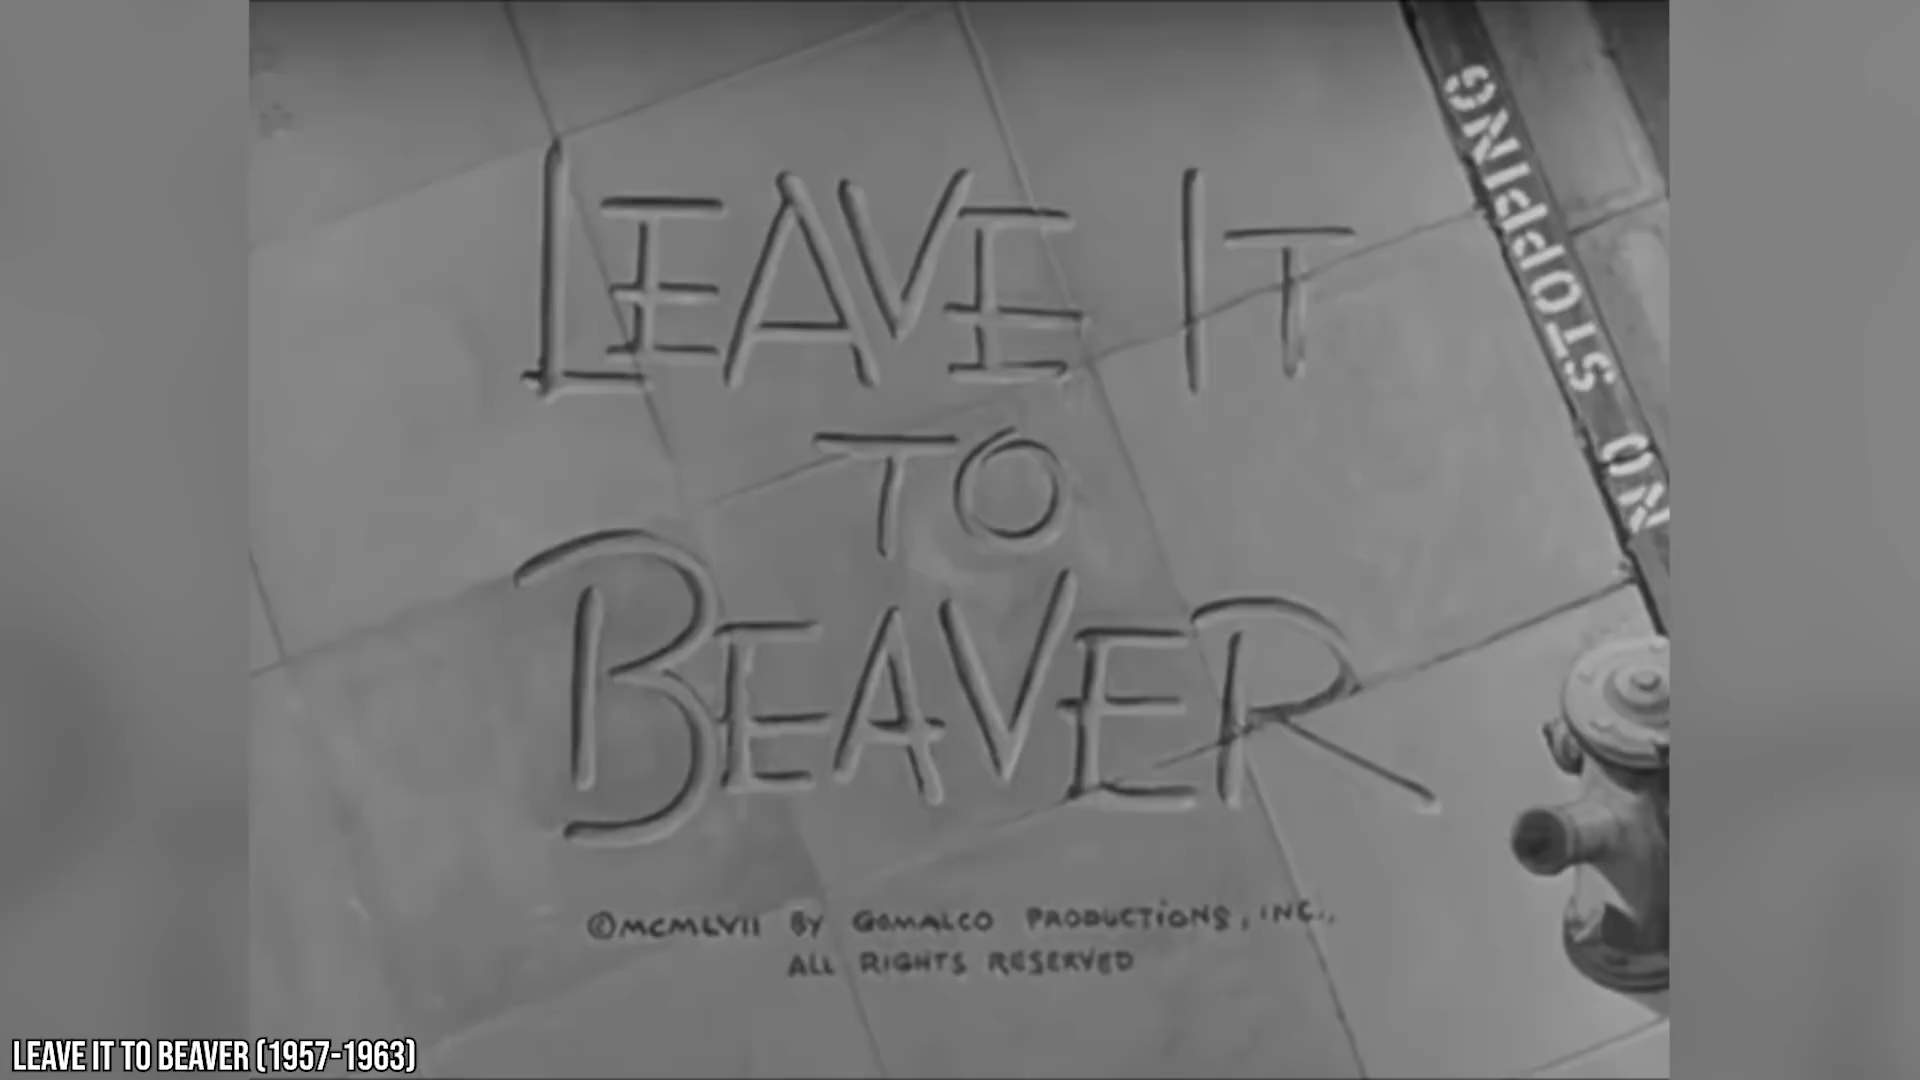 LEAVE IT
TO
BEAVER
NO STOPPING
©MCMLVII BY GOMALCO PRODUCTIONS, INC.,
ALL RIGHTS RESERVED
LEAVE IT TO BEAVER (1957-1963)